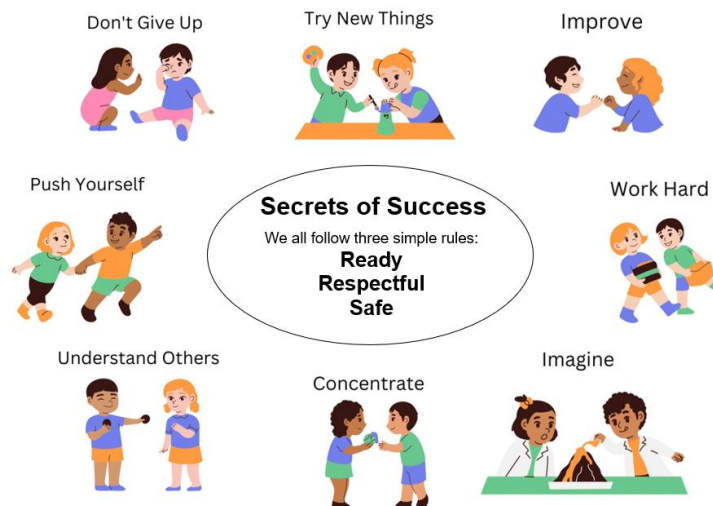 Don't Give Up
Try New Things
Improve
Push Yourself
Secrets of Success
We all follow three simple rules:
Ready
Respectful
Safe
Work Hard
Understand Others
Concentrate
Imagine